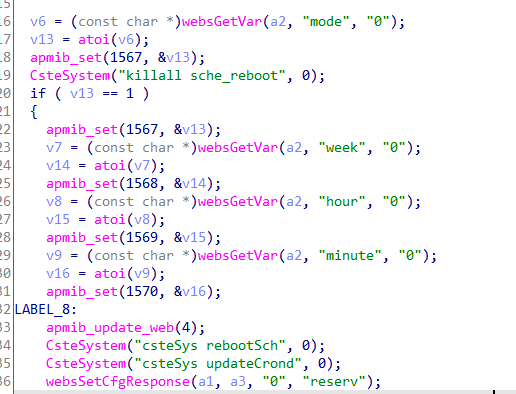 16 v6 = (const char *)websGetVar(a2, "mode", "0");
17 v13 = atoi(v6);
18 apmib_set(1567, &v13);
19 CsteSystem("killall sche_reboot", 0);
20 if ( v13 == 1 )
21 {
22 apmib_set(1567, &v13);
23 v7 = (const char *)websGetVar(a2, "week", "0");
24 v14 = atoi(v7);
25 apmib_set(1568, &v14);
26 v8 = (const char *)websGetVar(a2, "hour", "0");
27 v15 = atoi(v8);
28 apmib_set(1569, &v15);
29 v9 = (const char *)websGetVar(a2, "minute", "0");
30 v16 = atoi(v9);
31 apmib_set(1570, &v16);
32 LABEL_8:
33 apmib_update_web(4);
34 CsteSystem("csteSys rebootSch", 0);
35 CsteSystem("csteSys updateCrond", 0);
36 websSetCfgResponse(a1, a3, "0", "reserv");